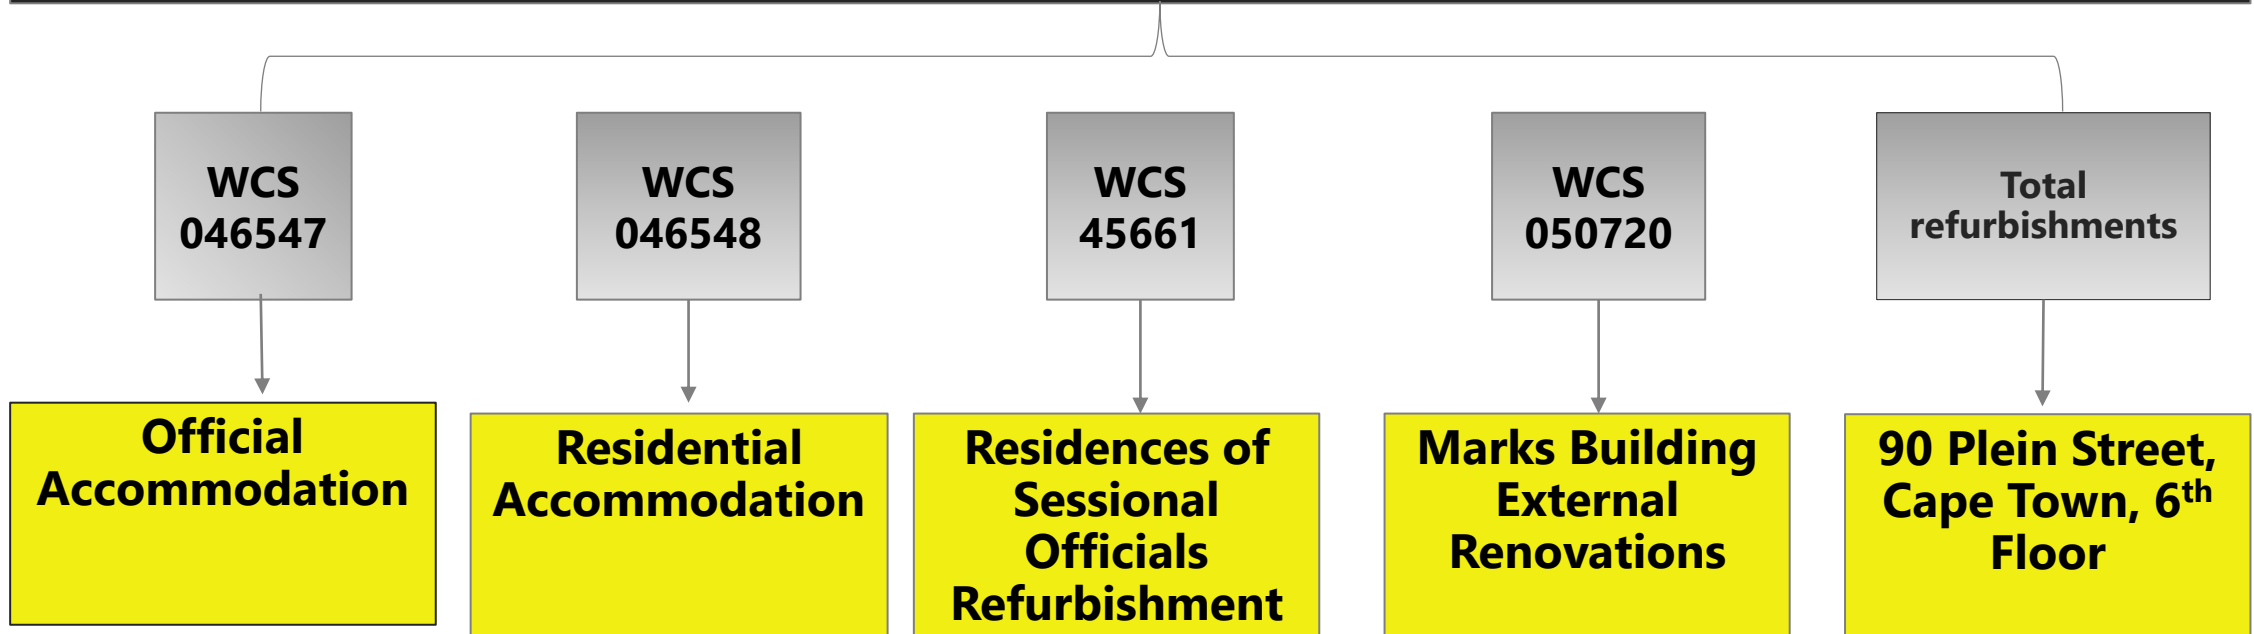 WCS
046547
WCS
046548
WCS
45661
WCS
050720
Total
refurbishments
Official
Accommodation
Residential
Accommodation
Residences of
Sessional
Officials
Refurbishment
Marks Building
External
Renovations
90 Plein Street,
Cape Town, 6th
Floor